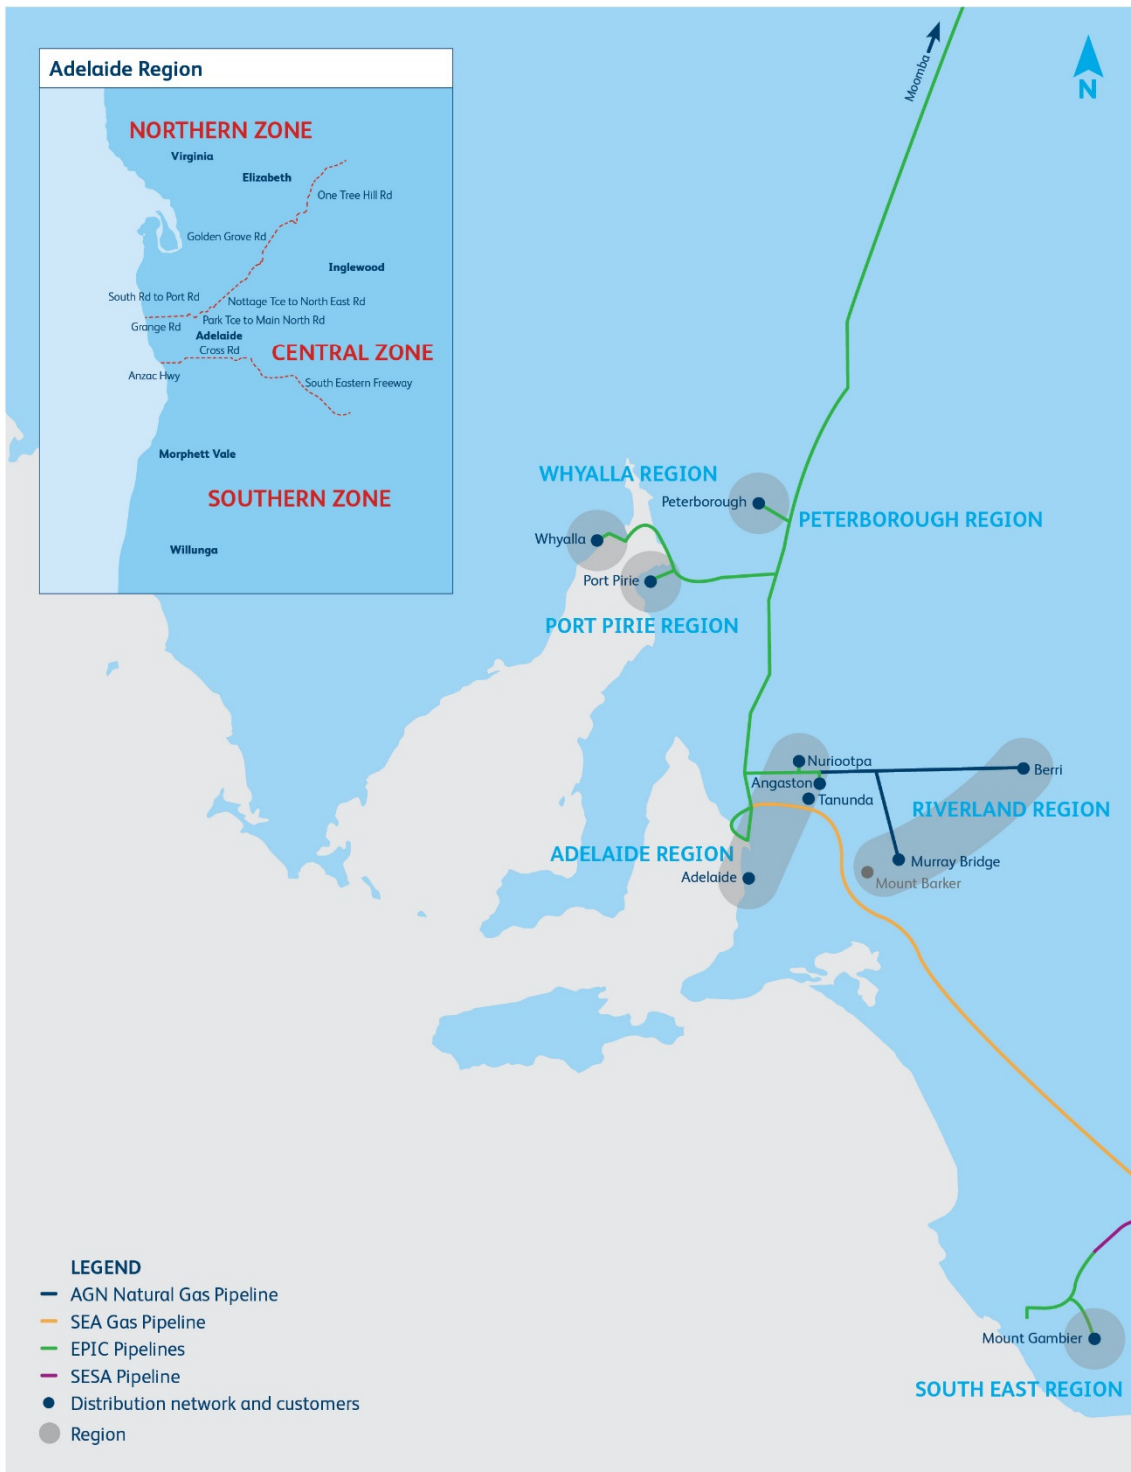 Adelaide Region
NORTHERN ZONE
Virginia
Elizabeth
One Tree Hill Rd
Golden Grove Rd
Inglewood
South Rd to Port Rd
Nottage Tce to North East Rd
Grange Rd
Park Tce to Main North Rd
Adelaide
Cross Rd
CENTRAL ZONE
Anzac Hwy
South Eastern Freeway
Morphett Vale
SOUTHERN ZONE
Willunga
Moomba
N
WHYALLA REGION
Peterborough
PETERBOROUGH REGION
Whyalla
Port Pirie
PORT PIRIE REGION
Nuriootpa
Berri
Angaston
Tanunda
RIVERLAND REGION
ADELAIDE REGION
Murray Bridge
Adelaide
Mount Barker
Mount Gambier
SOUTH EAST REGION
LEGEND
AGN Natural Gas Pipeline
SEA Gas Pipeline
EPIC Pipelines
SESA Pipeline
Distribution network and customers
Region